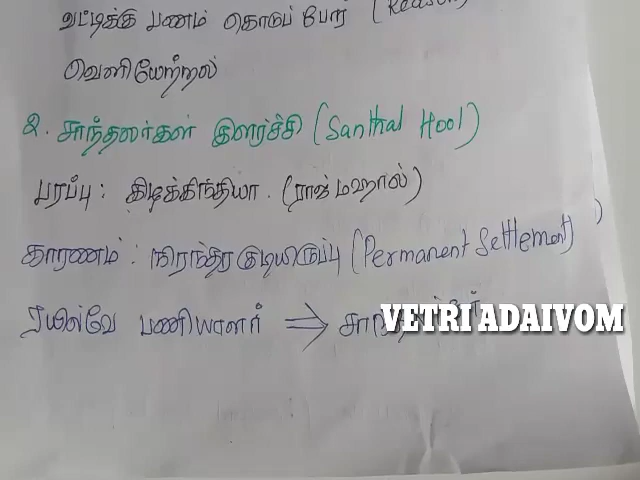 வட்டிக்கு பணம் கொடுப்போர் (Reason
வெளியேற்றல்
2. சாந்தலர்கள் கிளர்ச்சி (Santhal Hool)
பரப்பு : கிழக்கிந்தியா. (ராஜ்மஹால்)
காரணம் : நிரந்தர குடியிருப்பு (Permanent Settlement)
ரயில்வே பணியாளர் ⇒
VETRI ADAIVOM